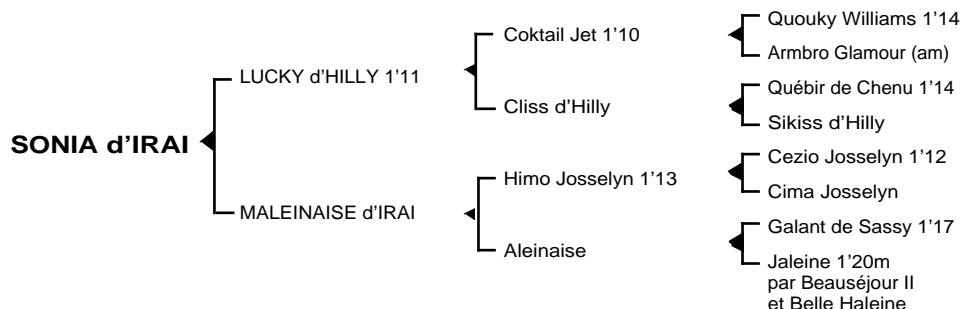 Quouky Williams 1'14
Coktail Jet 1'10
Armbro Glamour (am)
LUCKY d'HILLY 1'11
Québir de Chenu 1'14
Cliss d'Hilly
Sikiss d'Hilly
SONIA d'IRAI
Cezio Josselyn 1'12
Himo Josselyn 1'13
Cima Josselyn
MALEINAISE d'IRAI
Galant de Sassy 1'17
Aleinaise
Jaleine 1'20m
par Beauséjour II
et Belle Haleine